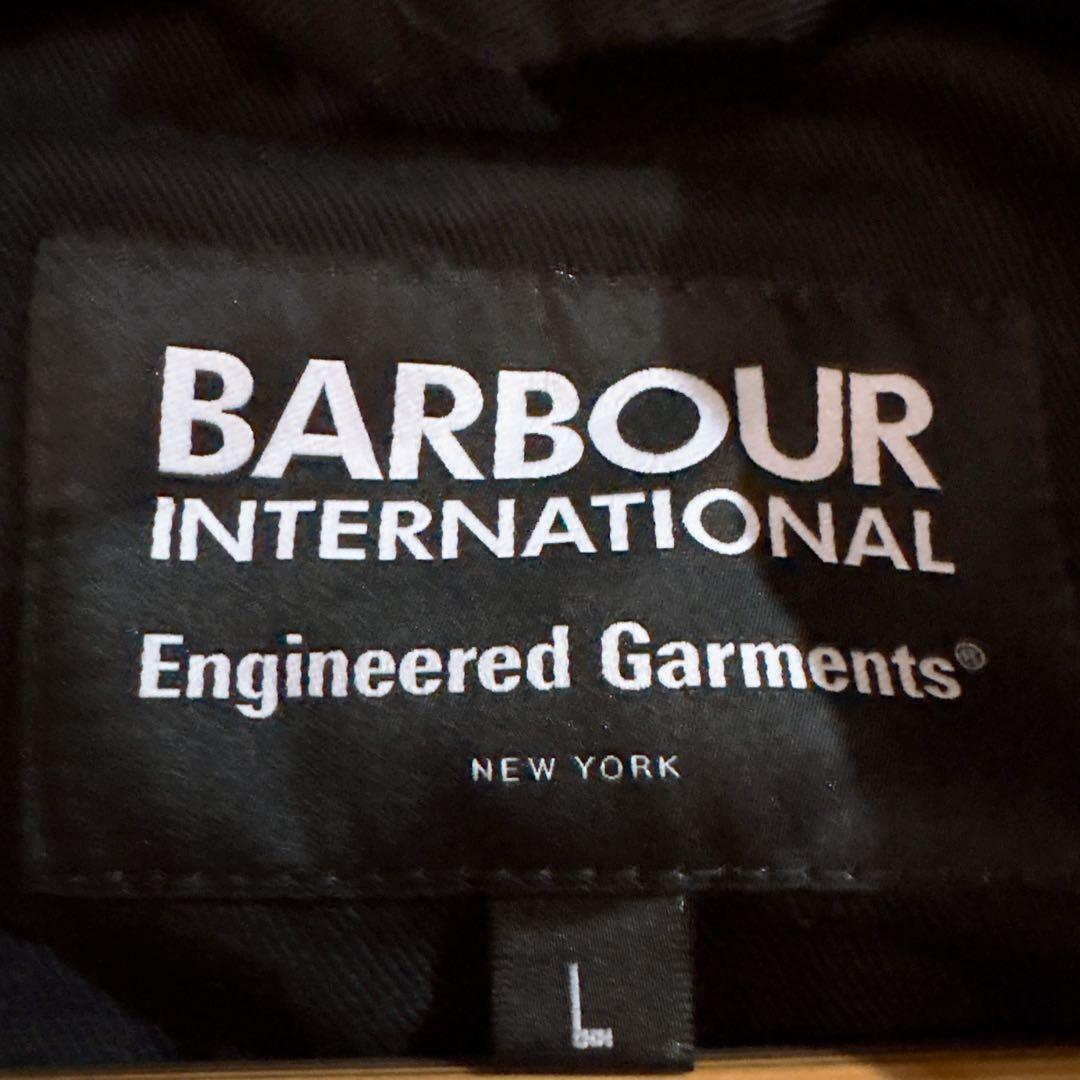 BARBOUR
INTERNATIONAL
Engineered Garments®
NEW YORK
L